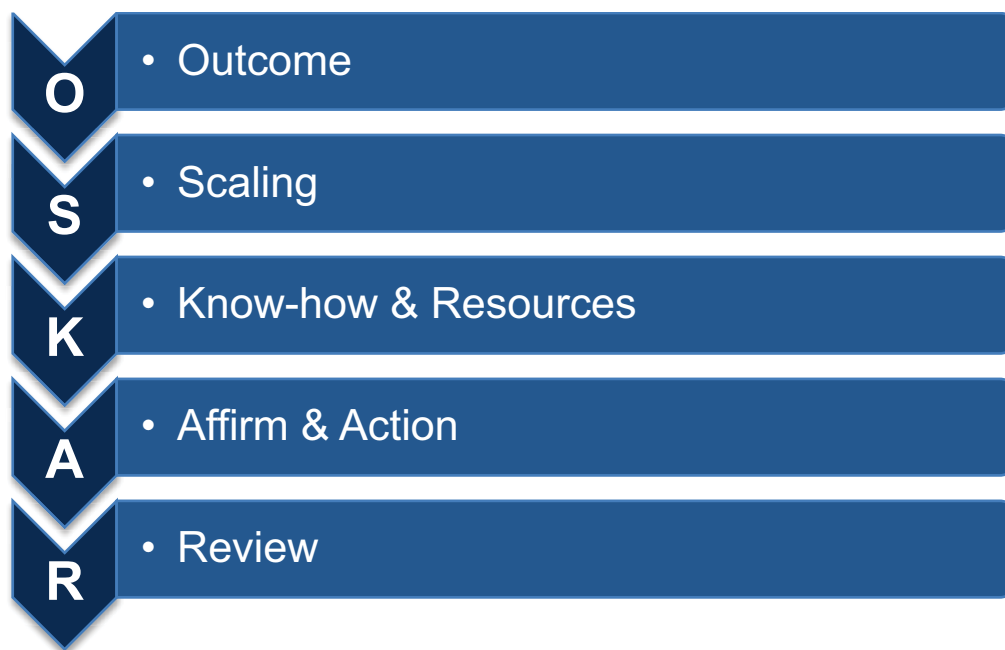 O
• Outcome
S
• Scaling
K
• Know-how & Resources
A
• Affirm & Action
R
• Review